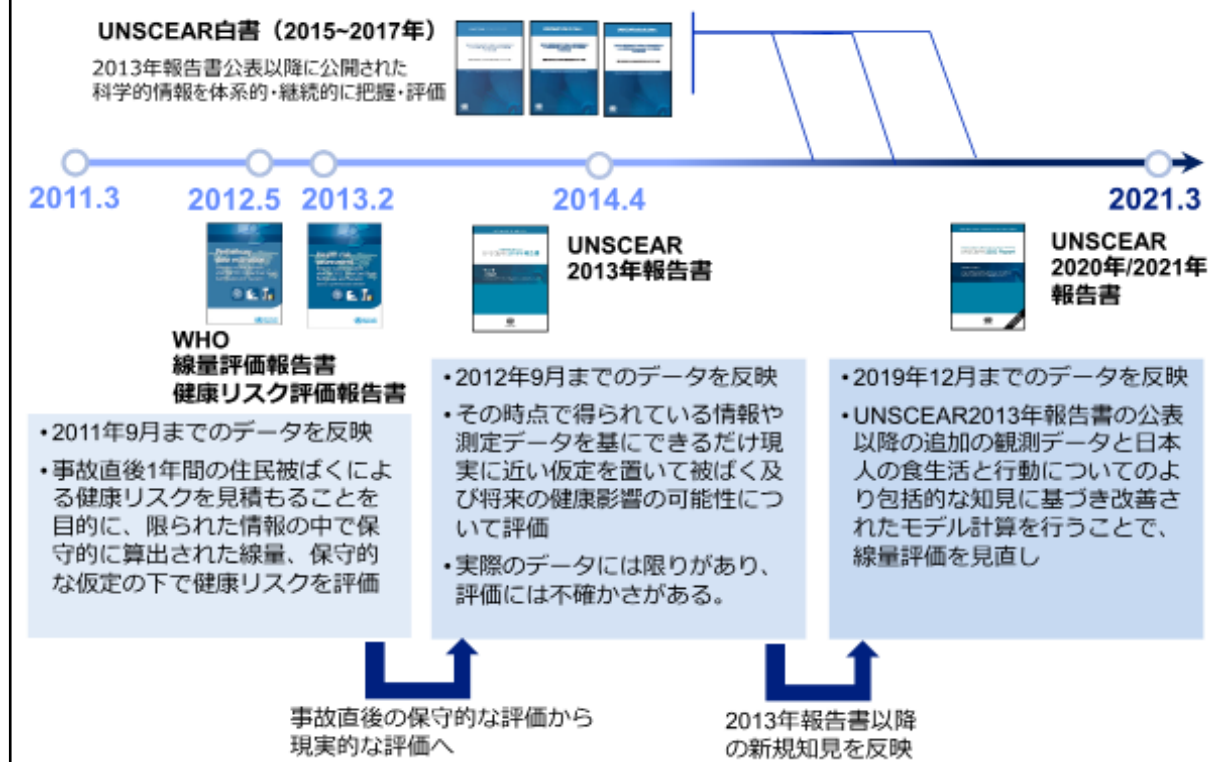 UNSCEAR白書（2015~2017年）
2013年報告書公表以降に公開された
科学的情報を体系的・継続的に把握・評価
2011.3
2012.5
2013.2
2014.4
2021.3
WHO
線量評価報告書
健康リスク評価報告書
UNSCEAR
2013年報告書
UNSCEAR
2020年/2021年
報告書
・2011年9月までのデータを反映
・事故直後1年間の住民被ばくによ
る健康リスクを見積もることを
目的に、限られた情報の中で保
守的に算出された線量、保守的
な仮定の下で健康リスクを評価
・2012年9月までのデータを反映
・その時点で得られている情報や
測定データを基にできるだけ現
実に近い仮定を置いて被ばく及
び将来の健康影響の可能性につ
いて評価
・実際のデータには限りがあり、
評価には不確かさがある。
・2019年12月までのデータを反映
・UNSCEAR2013年報告書の公表
以降の追加の観測データと日本
人の食生活と行動についてのよ
り包括的な知見に基づき改善さ
れたモデル計算を行うことで、
線量評価を見直し
事故直後の保守的な評価から
現実的な評価へ
2013年報告書以降
の新規知見を反映